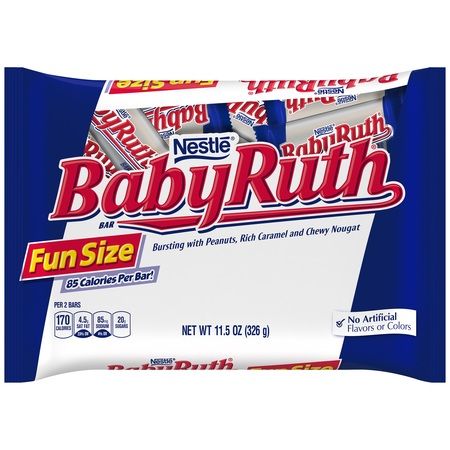 Fun Size
BabyRuth
Nestlé®
BabyRuth®
BAR
Bursting with Peanuts, Rich Caramel and Chewy Nougat
Fun Size
85 Calories Per Bar!
PER 2 BARS
170 CALORIES
4.5g SAT FAT
85mg SODIUM
20g SUGARS
NET WT 11.5 OZ (326 g)
No Artificial
Flavors or Colors
BabyRuth
Fun Size